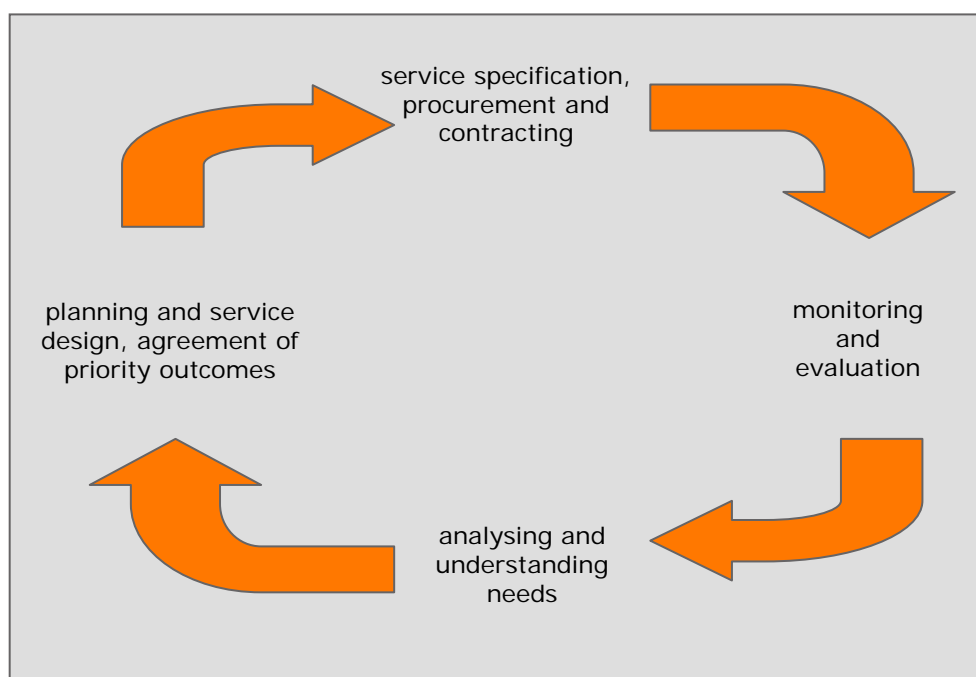 service specification,
procurement and
contracting
planning and service
design, agreement of
priority outcomes
monitoring
and
evaluation
analysing and
understanding
needs